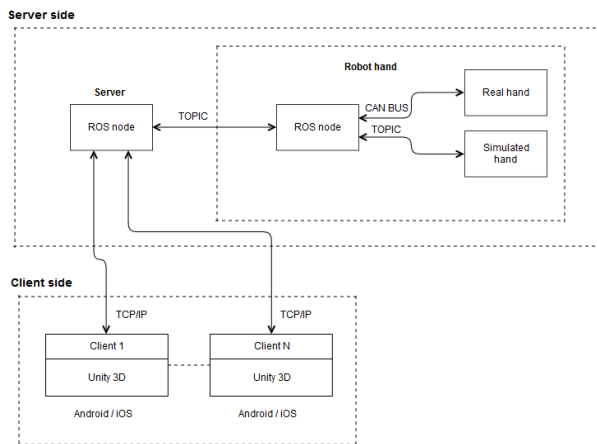 Server side
Robot hand
Server
Real hand
CAN BUS
TOPIC
ROS node
ROS node
TOPIC
Simulated
hand
Client side
TCP/IP
TCP/IP
Client 1
Client N
Unity 3D
Unity 3D
Android / iOS
Android / iOS